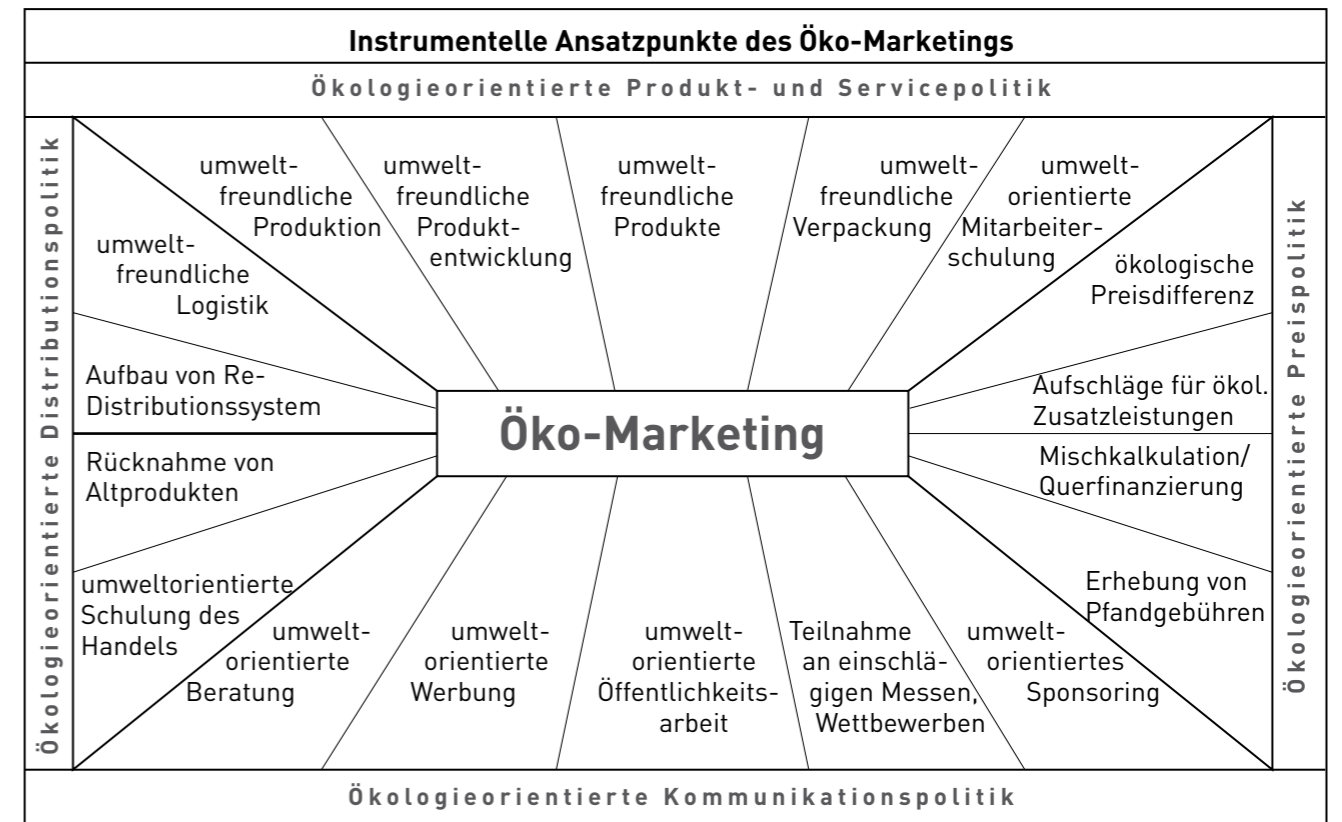 Instrumentelle Ansatzpunkte des Öko-Marketings
Ökologieorientierte Produkt- und Servicepolitik
Ökologieorientierte Distributionspolitik
umwelt-
freundliche
Logistik
Aufbau von Re-
Distributionssystem
Rücknahme von
Altprodukten
umweltorientierte
Schulung des
Handels
umwelt-
freundliche
Produktion
umwelt-
freundliche
Produkt-
entwicklung
umwelt-
freundliche
Produkte
umwelt-
freundliche
Verpackung
umwelt-
orientierte
Mitarbeiter-
schulung
Öko-Marketing
ökologische
Preisdifferenz
Aufschläge für ökol.
Zusatzleistungen
Mischkalkulation/
Querfinanzierung
Erhebung von
Pfandgebühren
Ökologieorientierte Preispolitik
umwelt-
orientierte
Beratung
umwelt-
orientierte
Werbung
umwelt-
orientierte
Öffentlichkeits-
arbeit
Teilnahme
an einschlä-
gigen Messen,
Wettbewerben
umwelt-
orientiertes
Sponsoring
Ökologieorientierte Kommunikationspolitik